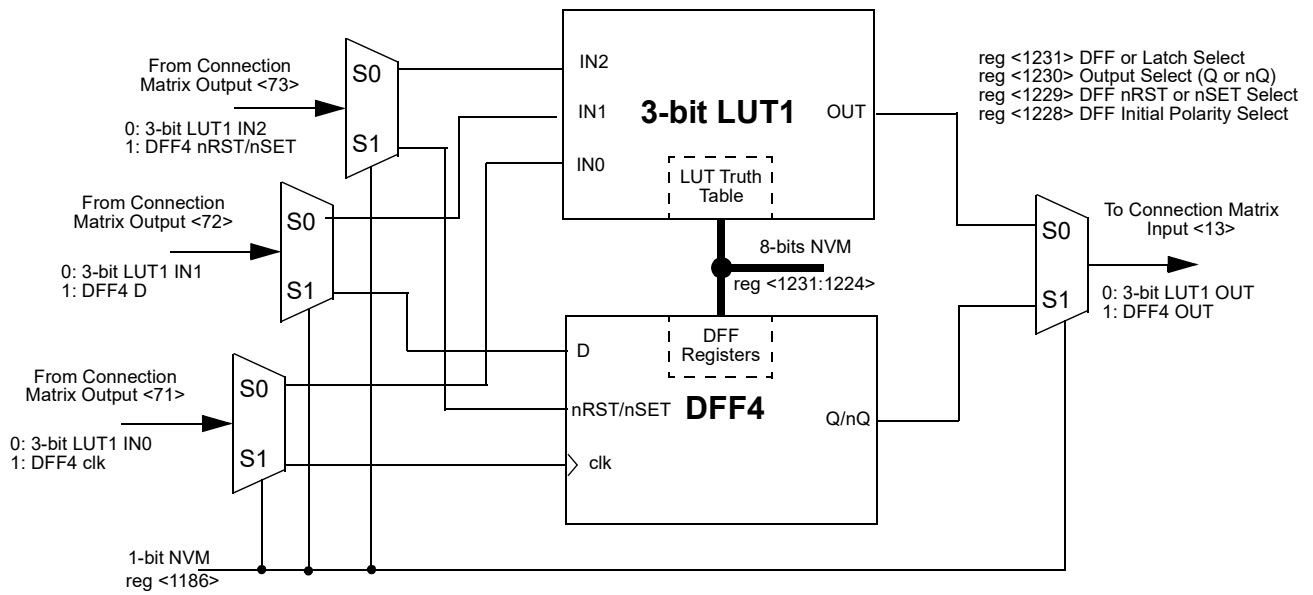 From Connection
Matrix Output <73>
0: 3-bit LUT1 IN2
1: DFF4 nRST/nSET
S0
S1
From Connection
Matrix Output <72>
0: 3-bit LUT1 IN1
1: DFF4 D
S0
S1
From Connection
Matrix Output <71>
0: 3-bit LUT1 IN0
1: DFF4 clk
S0
S1
1-bit NVM
reg <1186>
IN2
IN1
IN0
3-bit LUT1
OUT
LUT Truth
Table
8-bits NVM
reg <1231:1224>
DFF
Registers
D
nRST/nSET
clk
DFF4
Q/nQ
reg <1231> DFF or Latch Select
reg <1230> Output Select (Q or nQ)
reg <1229> DFF nRST or nSET Select
reg <1228> DFF Initial Polarity Select
S0
S1
To Connection Matrix
Input <13>
0: 3-bit LUT1 OUT
1: DFF4 OUT